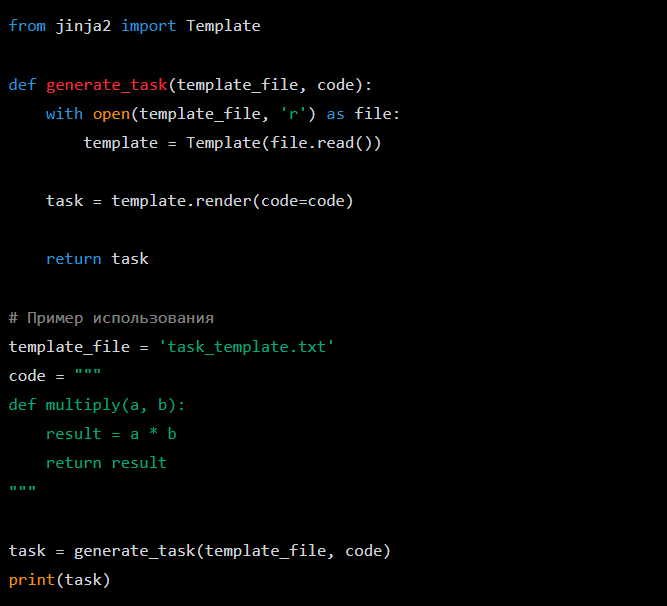 from jinja2 import Template
def generate_task(template_file, code):
    with open(template_file, 'r') as file:
        template = Template(file.read())
    task = template.render(code=code)
    return task
# Пример использования
template_file = 'task_template.txt'
code = """
def multiply(a, b):
    result = a * b
    return result
"""
task = generate_task(template_file, code)
print(task)